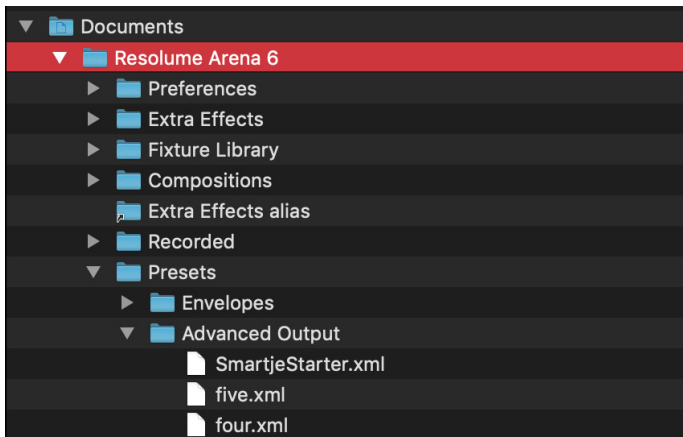 Documents
Resolume Arena 6
Preferences
Extra Effects
Fixture Library
Compositions
Extra Effects alias
Recorded
Presets
Envelopes
Advanced Output
SmartjeStarter.xml
five.xml
four.xml